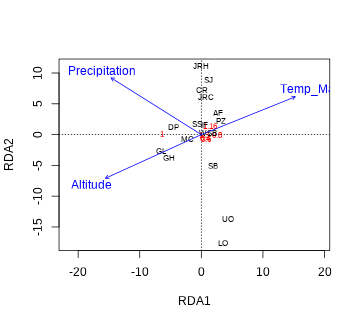 JRH
Precipitation
10
SJ
CR
Temp_Ma
JRC
5
AF
PZ
DP
SS
0
MC
GL
GH
-5
SB
Altitude
-10
UO
-15
LO
RDA2
-20
-10
0
10
20
RDA1